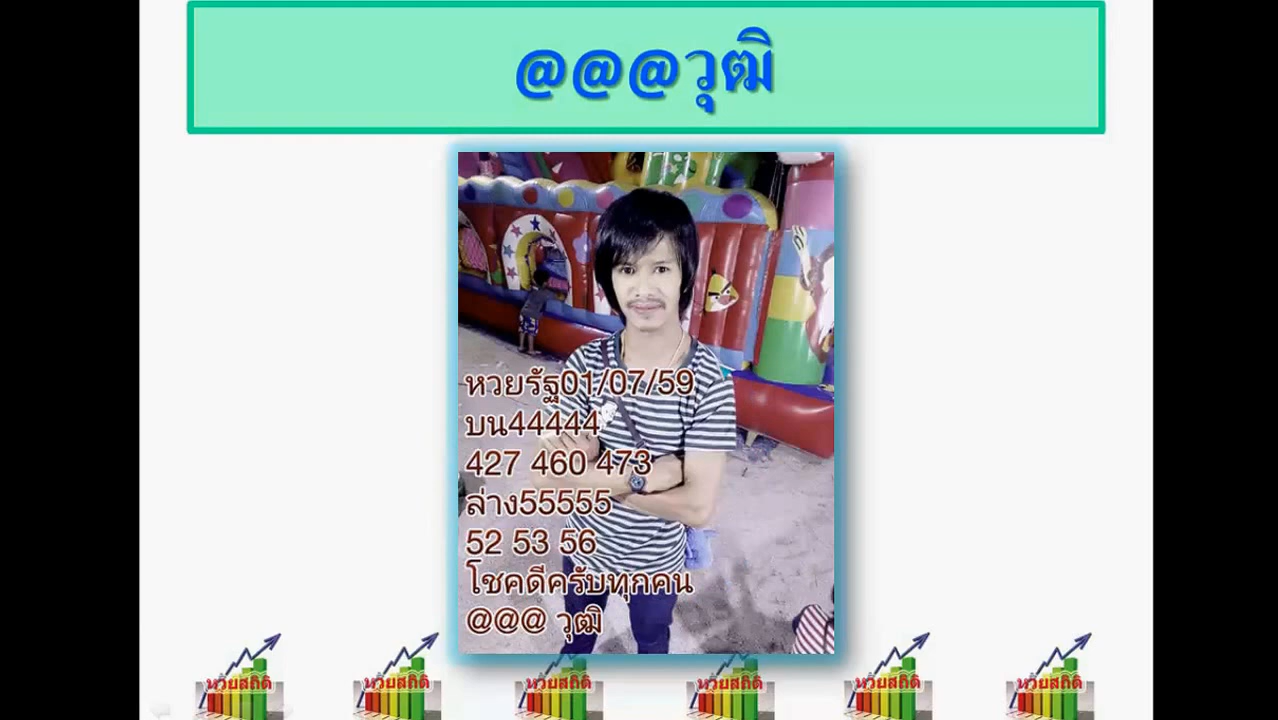 @@@วุฒิ
หวยรัฐ01/07/59
บน44444
427 460 473
ล่าง55555
52 53 56
โชคดีครับทุกคน
@@@ วุฒิ
หวยสถิติ
หวยสถิติ
หวยสถิติ
หวยสถิติ
หวยสถิติ
หวยสถิติ